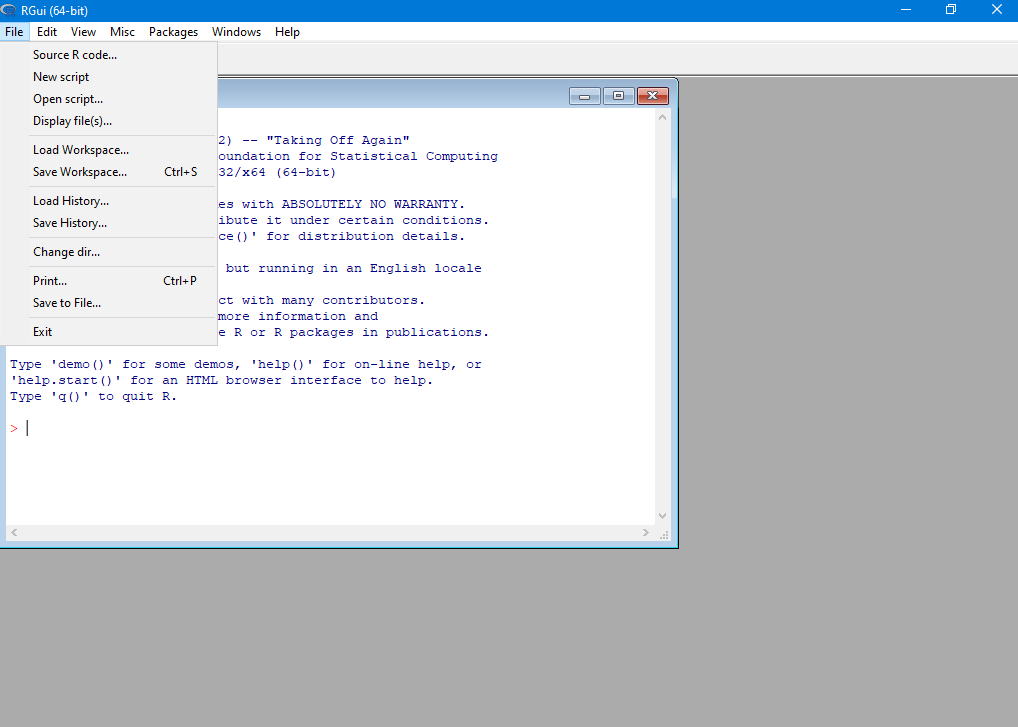 RGui (64-bit)
File Edit View Misc Packages Windows Help
Source R code...
New script
Open script...
Display file(s)...
Load Workspace...
Save Workspace... Ctrl+S
Load History...
Save History...
Change dir...
Print... Ctrl+P
Save to File...
Exit
2) -- "Taking Off Again"
oundation for Statistical Computing
32/x64 (64-bit)
es with ABSOLUTELY NO WARRANTY.
ibute it under certain conditions.
ce()' for distribution details.
but running in an English locale
ct with many contributors.
more information and
e R or R packages in publications.
Type 'demo()' for some demos, 'help()' for on-line help, or
'help.start()' for an HTML browser interface to help.
Type 'q()' to quit R.
>